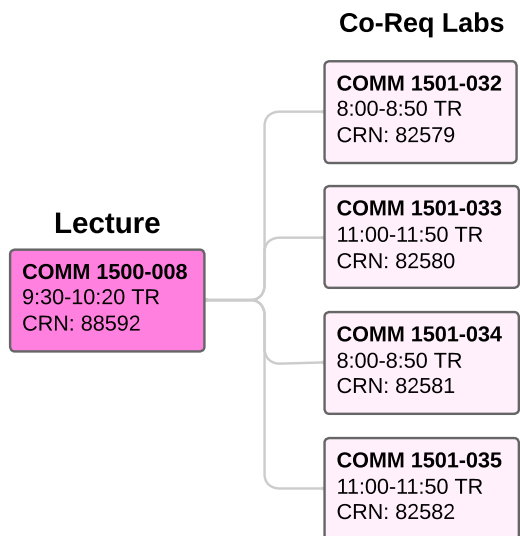 Co-Req Labs
COMM 1501-032
8:00-8:50 TR
CRN: 82579
COMM 1501-033
11:00-11:50 TR
CRN: 82580
Lecture
COMM 1500-008
9:30-10:20 TR
CRN: 88592
COMM 1501-034
8:00-8:50 TR
CRN: 82581
COMM 1501-035
11:00-11:50 TR
CRN: 82582